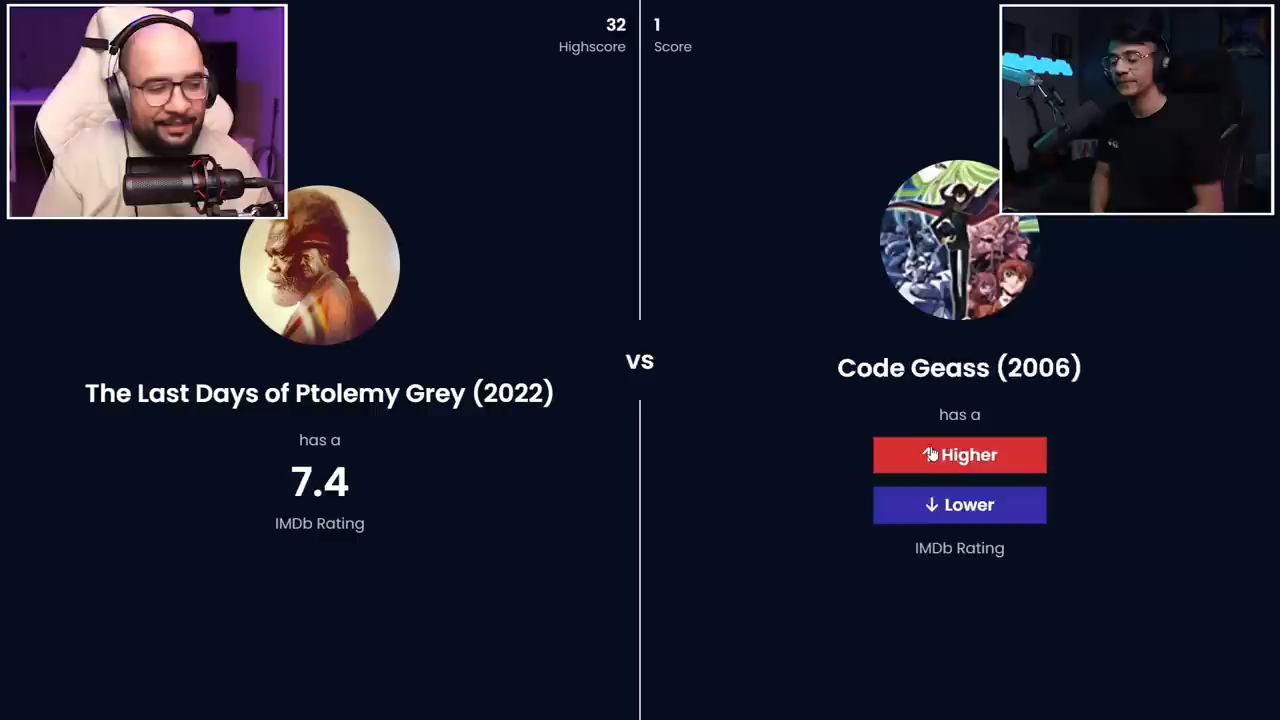 32
Highscore
1
Score
The Last Days of Ptolemy Grey (2022)
has a
7.4
IMDb Rating
vs
Code Geass (2006)
has a
Higher
↓ Lower
IMDb Rating